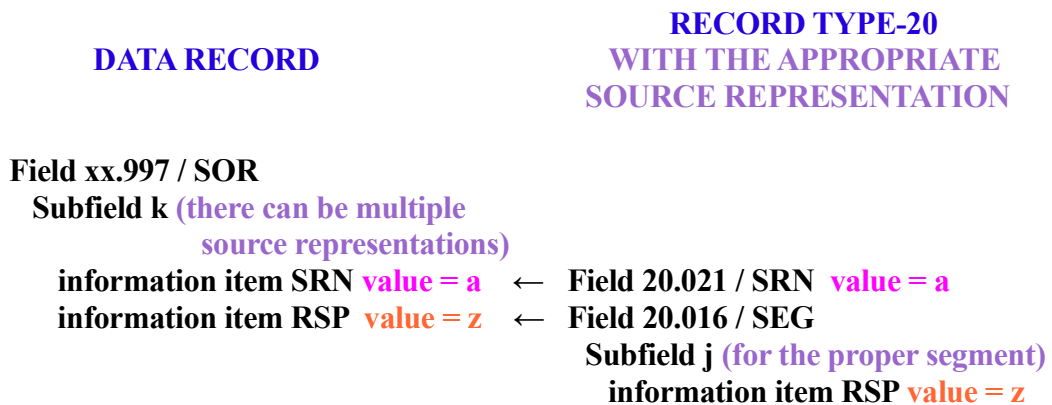 RECORD TYPE-20
DATA RECORD WITH THE APPROPRIATE
SOURCE REPRESENTATION
Field xx.997 / SOR
Subfield k (there can be multiple
source representations)
information item SRN value = a ← Field 20.021 / SRN value = a
information item RSP value = z ← Field 20.016 / SEG
Subfield j (for the proper segment)
information item RSP value = z